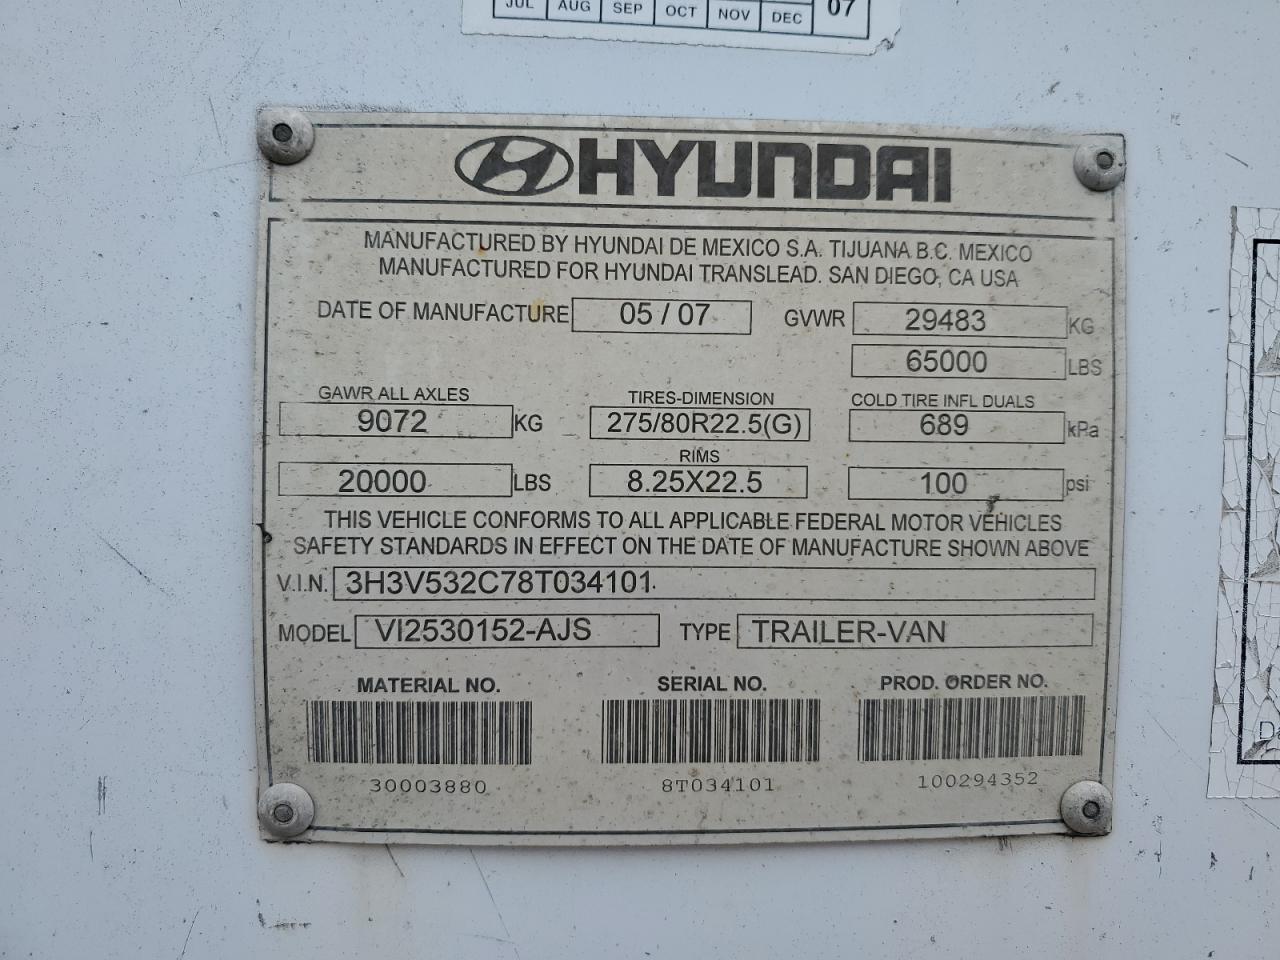 JUL AUG SEP OCT NOV DEC 07
HYUNDAI
MANUFACTURED BY HYUNDAI DE MEXICO S.A. TIJUANA B.C. MEXICO
MANUFACTURED FOR HYUNDAI TRANSLEAD. SAN DIEGO, CA USA
DATE OF MANUFACTURE 05 / 07 GVWR 29483 KG
65000 LBS
GAWR ALL AXLES TIRES-DIMENSION COLD TIRE INFL DUALS
9072 KG 275/80R22.5(G) 689 kPa
RIMS
20000 LBS 8.25X22.5 100 psi
THIS VEHICLE CONFORMS TO ALL APPLICABLE FEDERAL MOTOR VEHICLES
SAFETY STANDARDS IN EFFECT ON THE DATE OF MANUFACTURE SHOWN ABOVE
V.I.N. 3H3V532C78T034101
MODEL VI2530152-AJS TYPE TRAILER-VAN
MATERIAL NO. SERIAL NO. PROD. ORDER NO.
30003880 8T034101 100294352